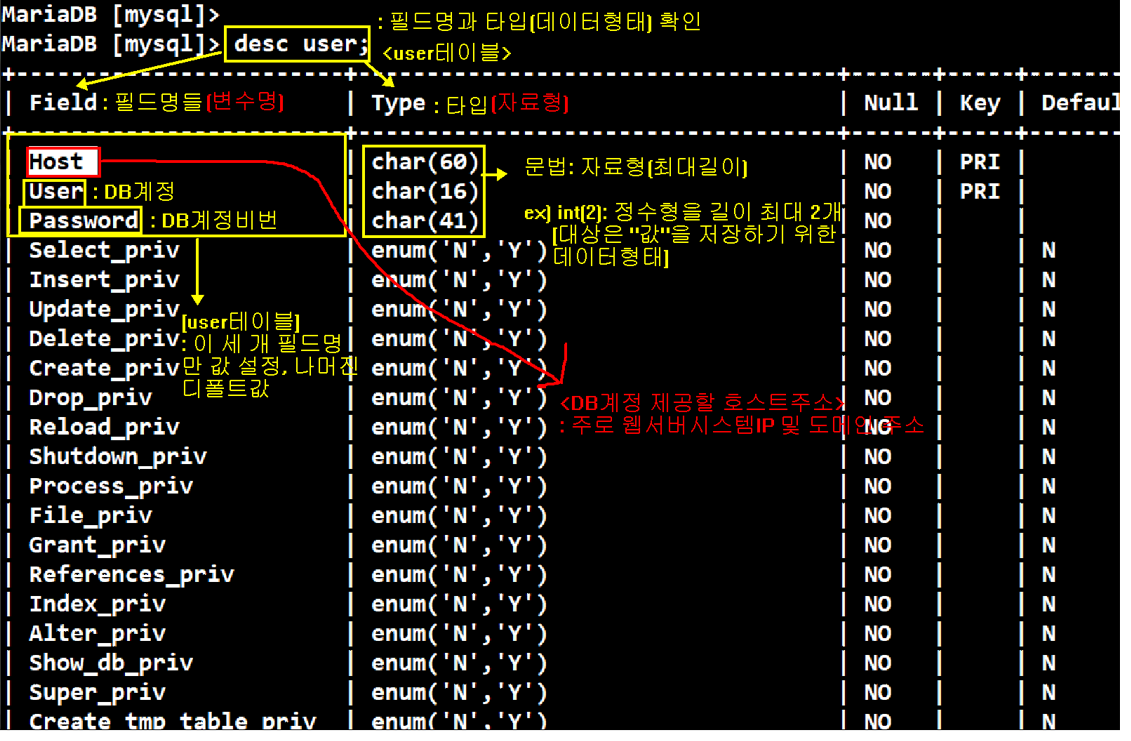 MariaDB [mysql]>
: 필드명과 타입(데이터형태) 확인
MariaDB [mysql]> desc user;
<user테이블>
| Field : 필드명들(변수명) | Type : 타입(자료형) | Null | Key | Defaul
| Host | char(60) | NO | PRI |
문법: 자료형(최대길이)
| User : DB계정 | char(16) | NO | PRI |
| Password : DB계정비번 | char(41) | NO | |
ex) int(2): 정수형을 길이 최대 2개
[대상은 "값"을 저장하기 위한
데이터형태]
| Select_priv | enum('N','Y') | NO | | N
| Insert_priv | enum('N','Y') | NO | | N
| Update_priv | enum('N','Y') | NO | | N
[user테이블]
: 이 세 개 필드명
만 값 설정, 나머진
디폴트값
| Delete_priv | enum('N','Y') | NO | | N
| Create_priv | enum('N','Y') | NO | | N
| Drop_priv | enum('N','Y') | NO | | N
<DB계정 제공할 호스트주소>
: 주로 웹서버시스템IP 및 도메인 주소
| Reload_priv | enum('N','Y') | NO | | N
| Shutdown_priv | enum('N','Y') | NO | | N
| Process_priv | enum('N','Y') | NO | | N
| File_priv | enum('N','Y') | NO | | N
| Grant_priv | enum('N','Y') | NO | | N
| References_priv | enum('N','Y') | NO | | N
| Index_priv | enum('N','Y') | NO | | N
| Alter_priv | enum('N','Y') | NO | | N
| Show_db_priv | enum('N','Y') | NO | | N
| Super_priv | enum('N','Y') | NO | | N
| Create_tmp_table_priv | enum('N','Y') | NO | | N